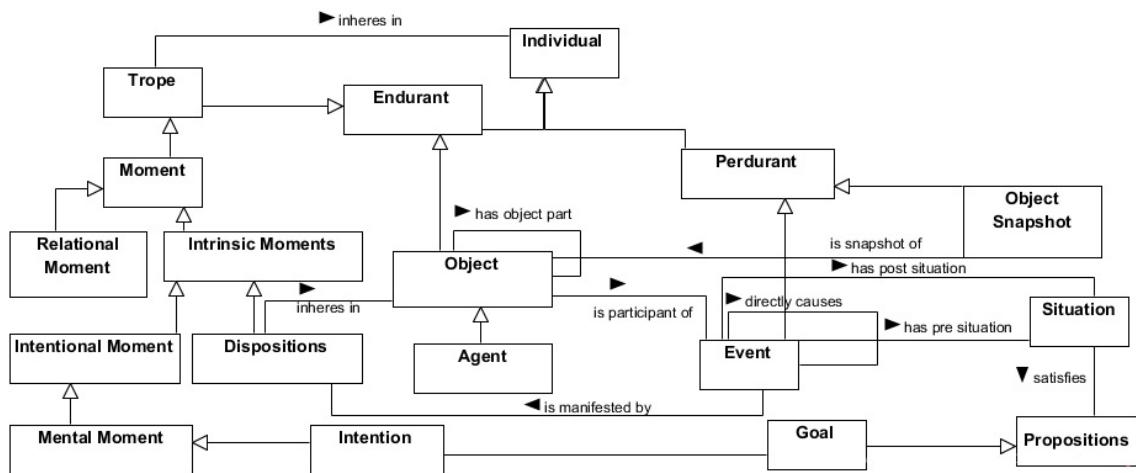 inheres in
Individual
Trope
Endurant
Moment
Perdurant
Relational
Moment
Intrinsic Moments
has object part
Object
Snapshot
Object
is snapshot of
has post situation
inheres in
is participant of
directly causes
Situation
Intentional Moment
Dispositions
Agent
Event
has pre situation
satisfies
is manifested by
Mental Moment
Intention
Goal
Propositions